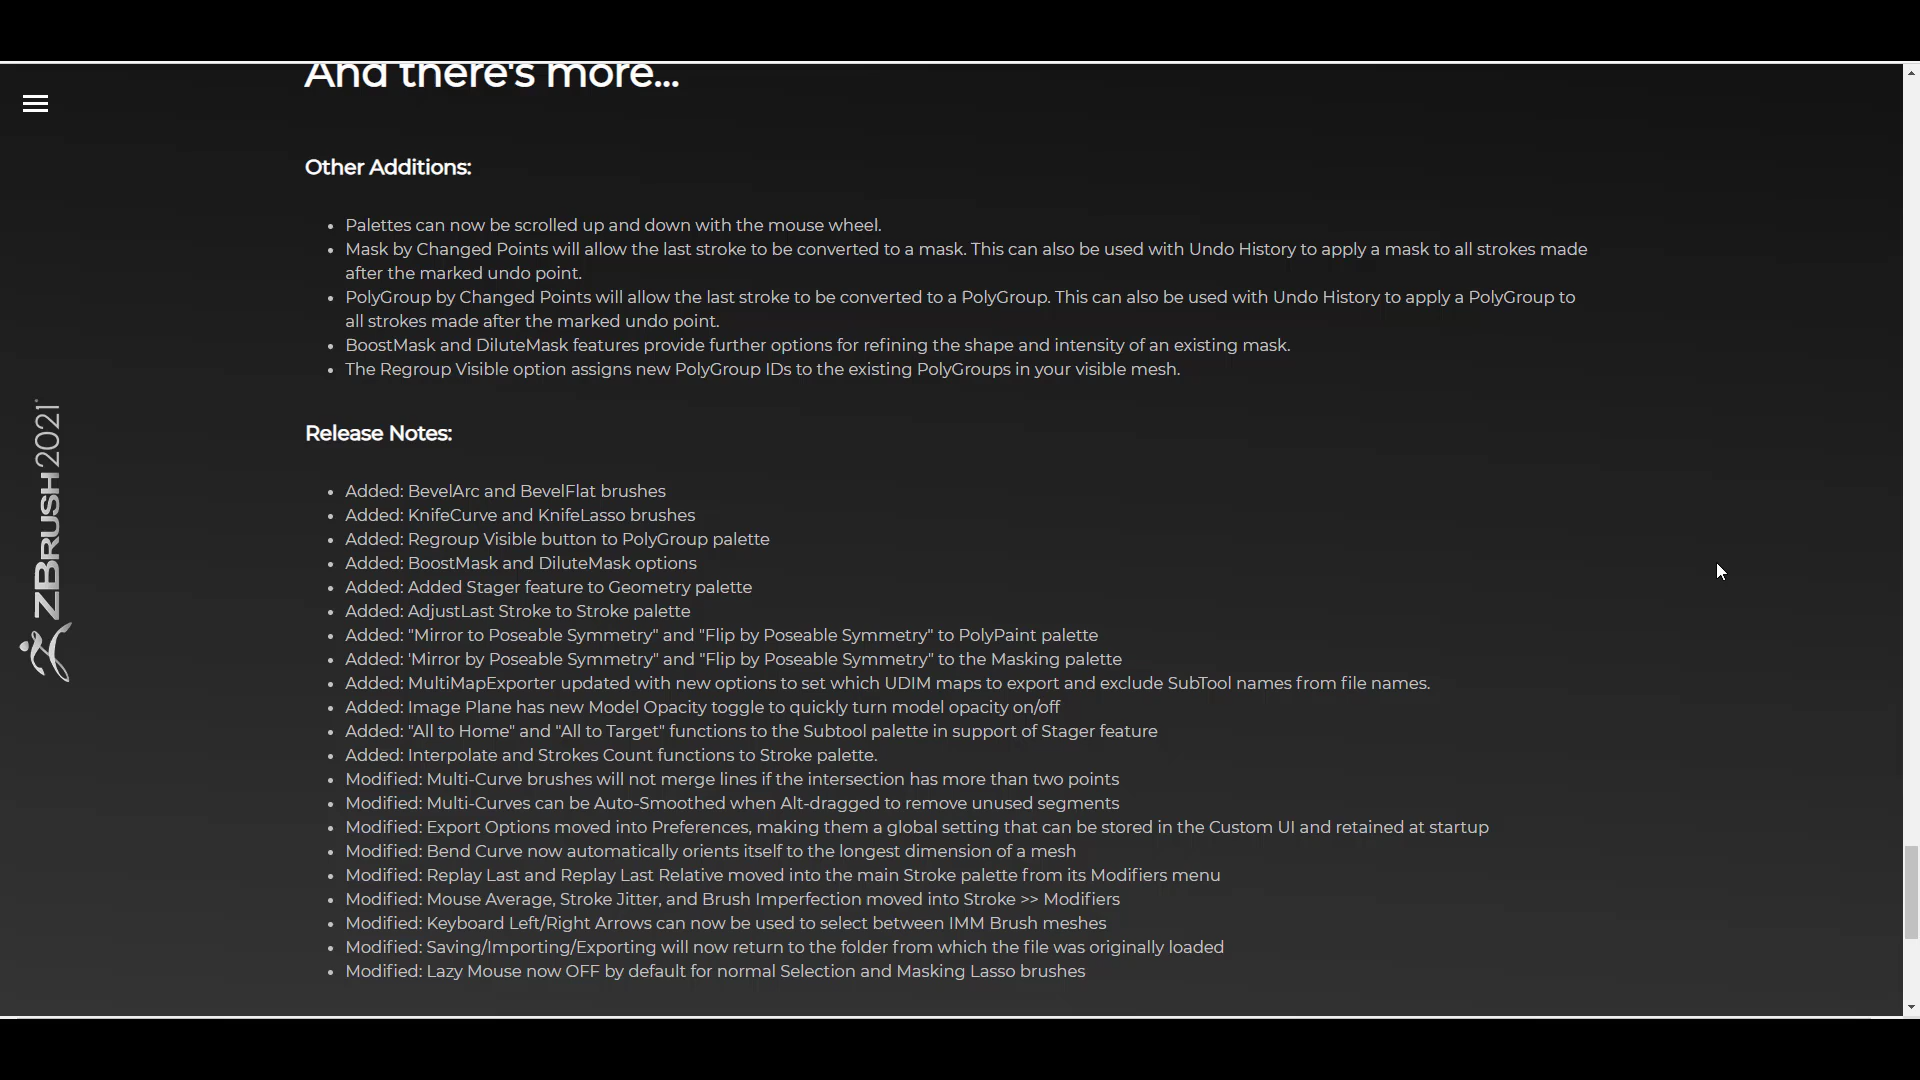 And there's more...
Other Additions:
Palettes can now be scrolled up and down with the mouse wheel.
Mask by Changed Points will allow the last stroke to be converted to a mask. This can also be used with Undo History to apply a mask to all strokes made
after the marked undo point.
PolyGroup by Changed Points will allow the last stroke to be converted to a PolyGroup. This can also be used with Undo History to apply a PolyGroup to
all strokes made after the marked undo point.
BoostMask and DiluteMask features provide further options for refining the shape and intensity of an existing mask.
The Regroup Visible option assigns new PolyGroup IDs to the existing PolyGroups in your visible mesh.
ZBRUSH 2021
Release Notes:
Added: BevelArc and BevelFlat brushes
Added: KnifeCurve and KnifeLasso brushes
Added: Regroup Visible button to PolyGroup palette
Added: BoostMask and DiluteMask options
Added: Added Stager feature to Geometry palette
Added: AdjustLast Stroke to Stroke palette
Added: "Mirror to Poseable Symmetry" and "Flip by Poseable Symmetry" to PolyPaint palette
Added: 'Mirror by Poseable Symmetry" and "Flip by Poseable Symmetry" to the Masking palette
Added: MultiMapExporter updated with new options to set which UDIM maps to export and exclude SubTool names from file names.
Added: Image Plane has new Model Opacity toggle to quickly turn model opacity on/off
Added: "All to Home" and "All to Target" functions to the Subtool palette in support of Stager feature
Added: Interpolate and Strokes Count functions to Stroke palette.
Modified: Multi-Curve brushes will not merge lines if the intersection has more than two points
Modified: Multi-Curves can be Auto-Smoothed when Alt-dragged to remove unused segments
Modified: Export Options moved into Preferences, making them a global setting that can be stored in the Custom UI and retained at startup
Modified: Bend Curve now automatically orients itself to the longest dimension of a mesh
Modified: Replay Last and Replay Last Relative moved into the main Stroke palette from its Modifiers menu
Modified: Mouse Average, Stroke Jitter, and Brush Imperfection moved into Stroke >> Modifiers
Modified: Keyboard Left/Right Arrows can now be used to select between IMM Brush meshes
Modified: Saving/Importing/Exporting will now return to the folder from which the file was originally loaded
Modified: Lazy Mouse now OFF by default for normal Selection and Masking Lasso brushes